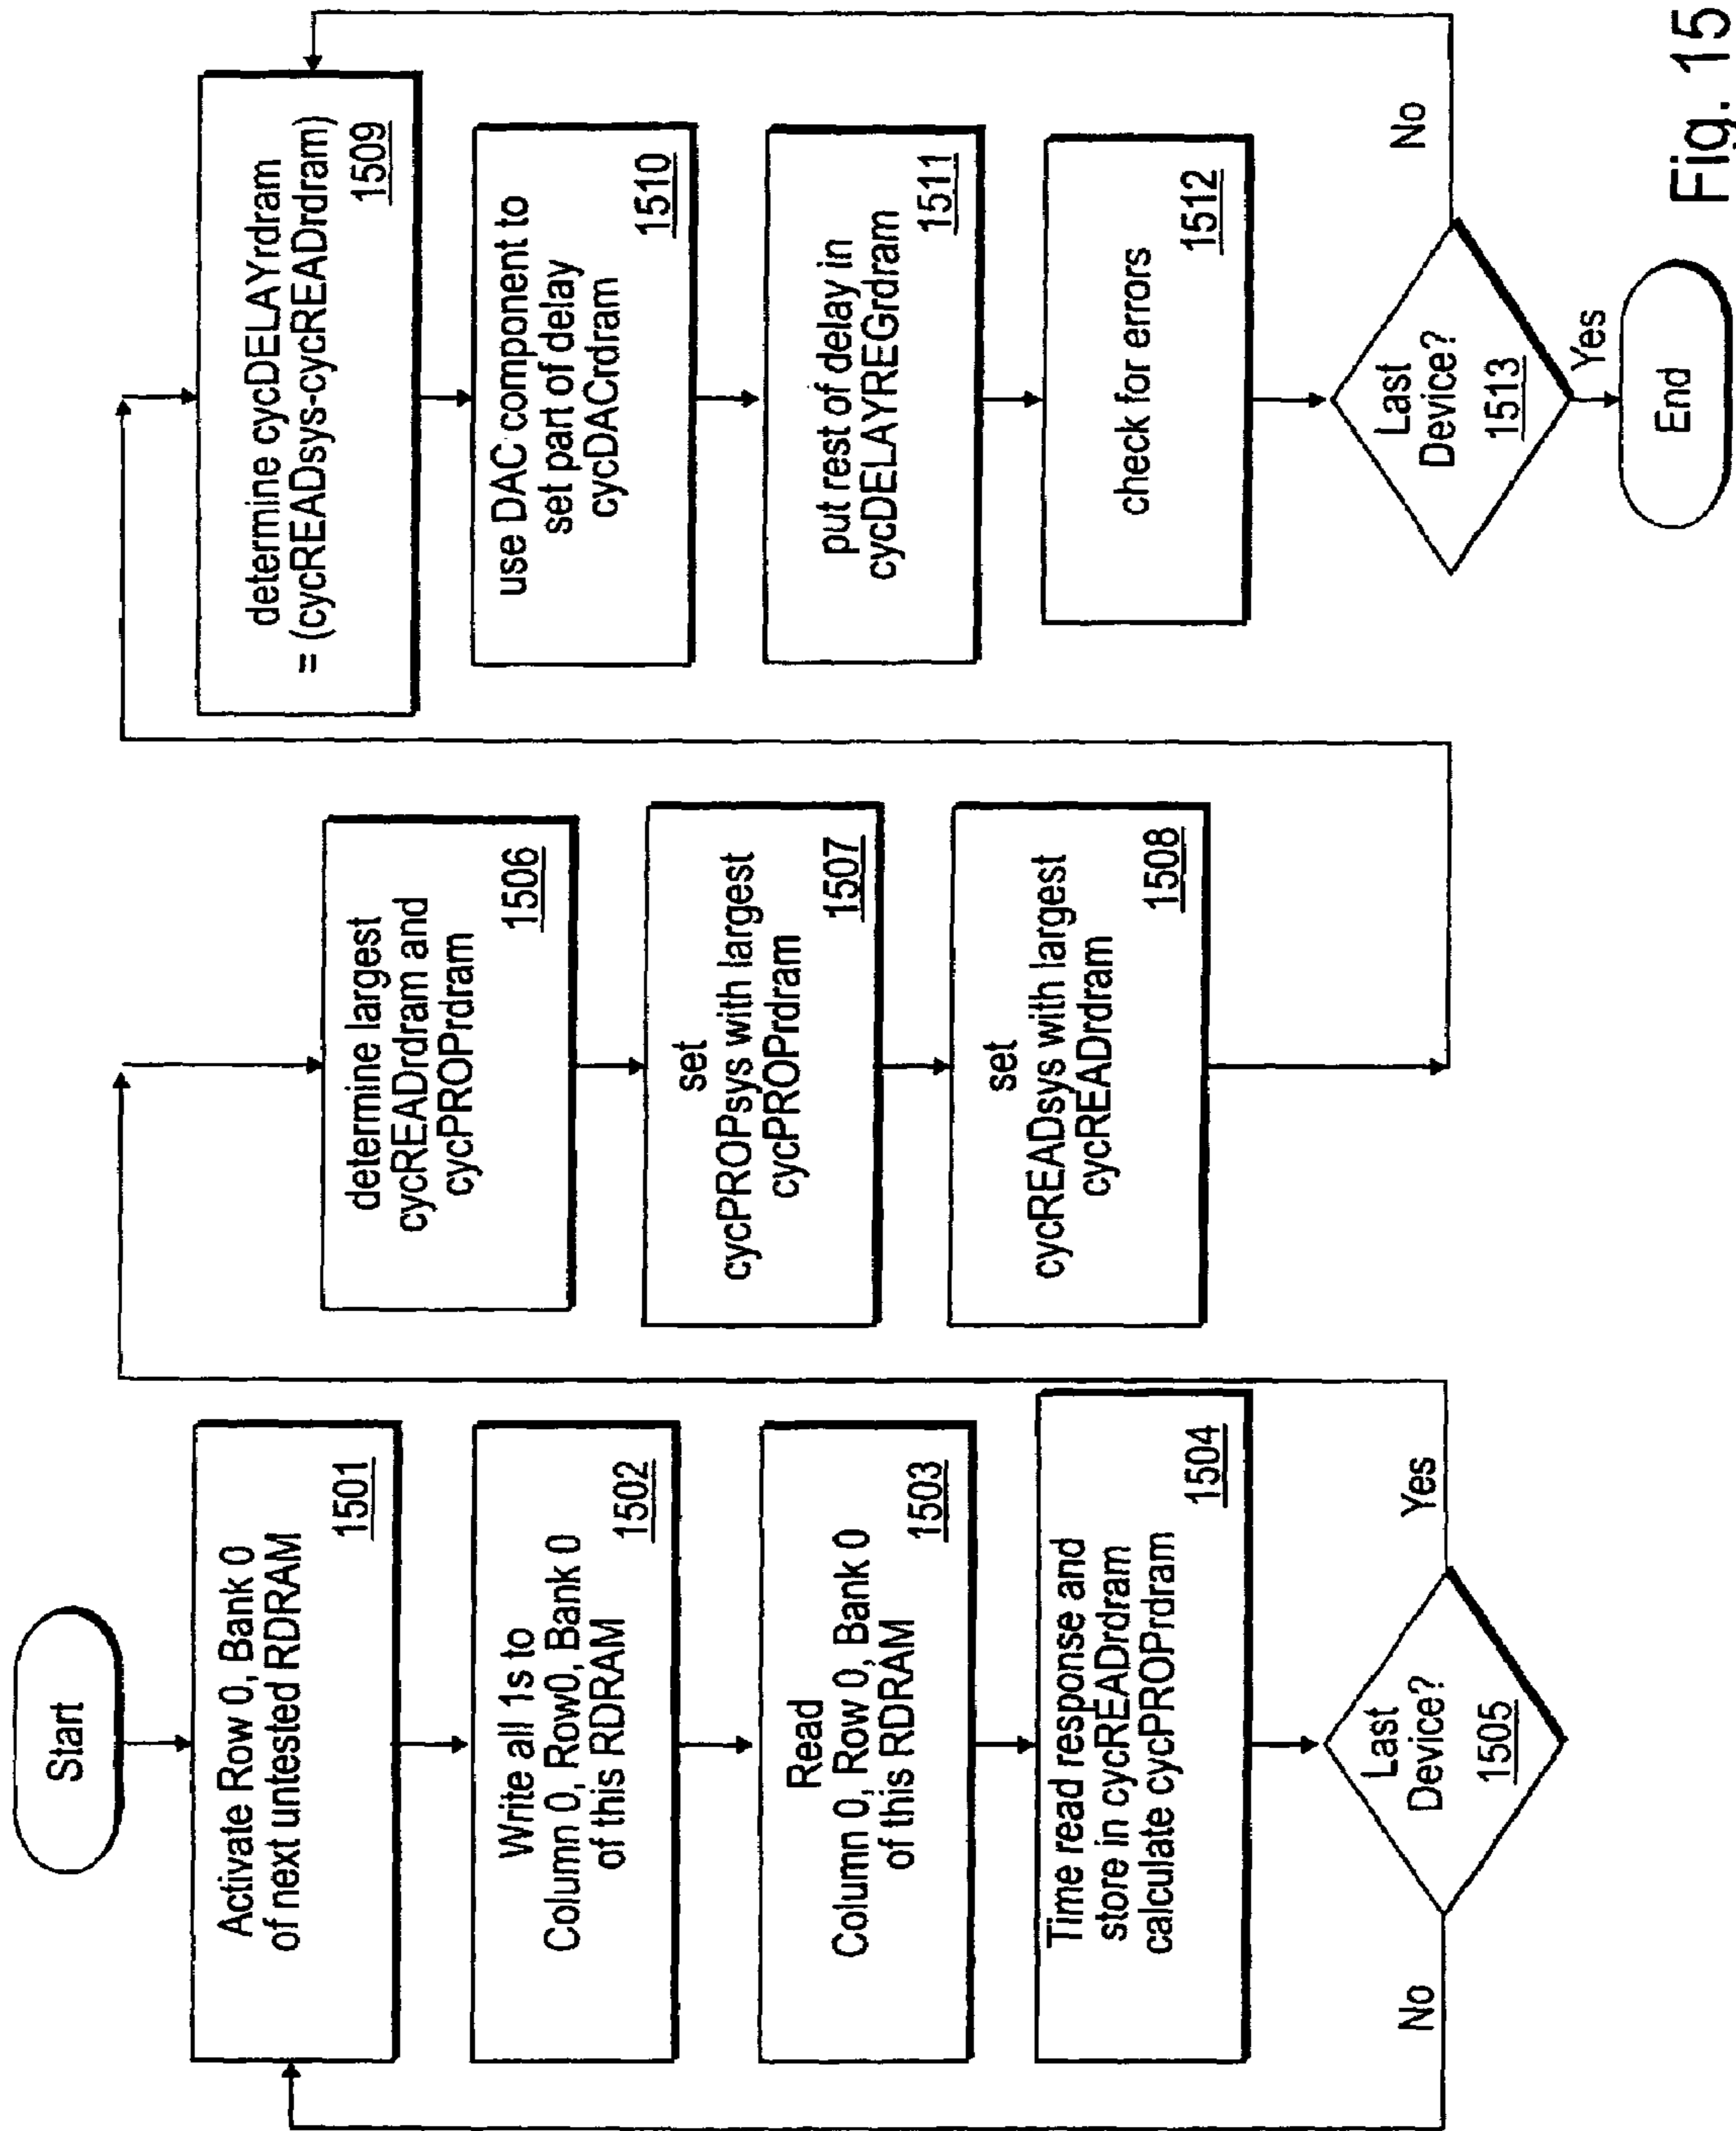 Start
Activate Row 0, Bank 0
of next untested RDRAM
1501
Write all 1s to
Column 0, Row0, Bank 0
of this RDRAM
1502
Read
Column 0, Row 0, Bank 0
of this RDRAM
1503
Time read response and
store in cycREADrdram
calculate cycPROPrdram
1504
Last
Device?
1505
No
Yes
determine largest
cycREADrdram and
cycPROPrdram
1506
set
cycPROPsys with largest
cycPROPrdram
1507
set
cycREADsys with largest
cycREADrdram
1508
determine cycDELAYrdram
= (cycREADsys-cycREADrdram)
1509
use DAC component to
set part of delay
cycDACrdram
1510
put rest of delay in
cycDELAYREGrdram
1511
check for errors
1512
Last
Device?
1513
No
Yes
End
Fig. 15